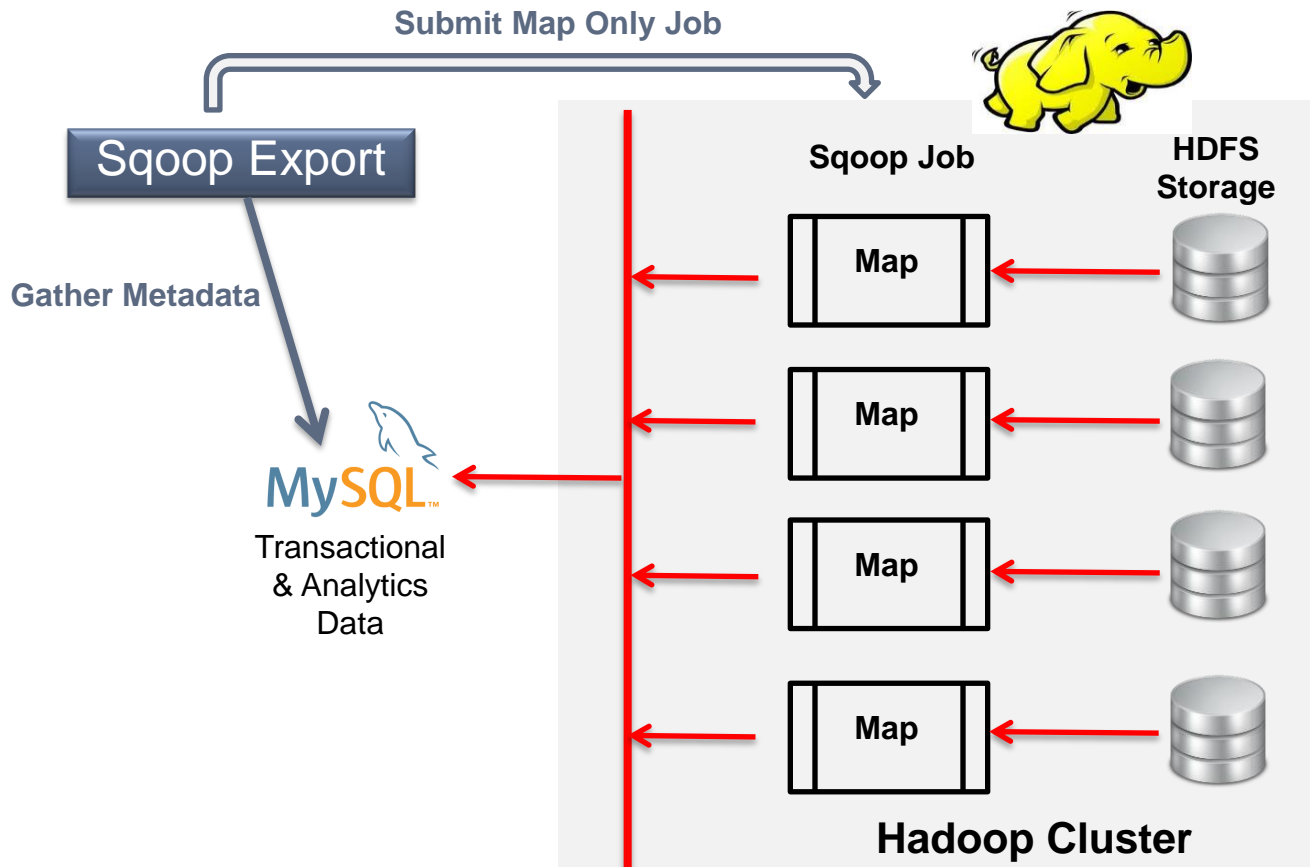 Submit Map Only Job
Sqoop Export
Gather Metadata
MySQL™
Transactional
& Analytics
Data
Sqoop Job
HDFS
Storage
Map
Map
Map
Map
Hadoop Cluster